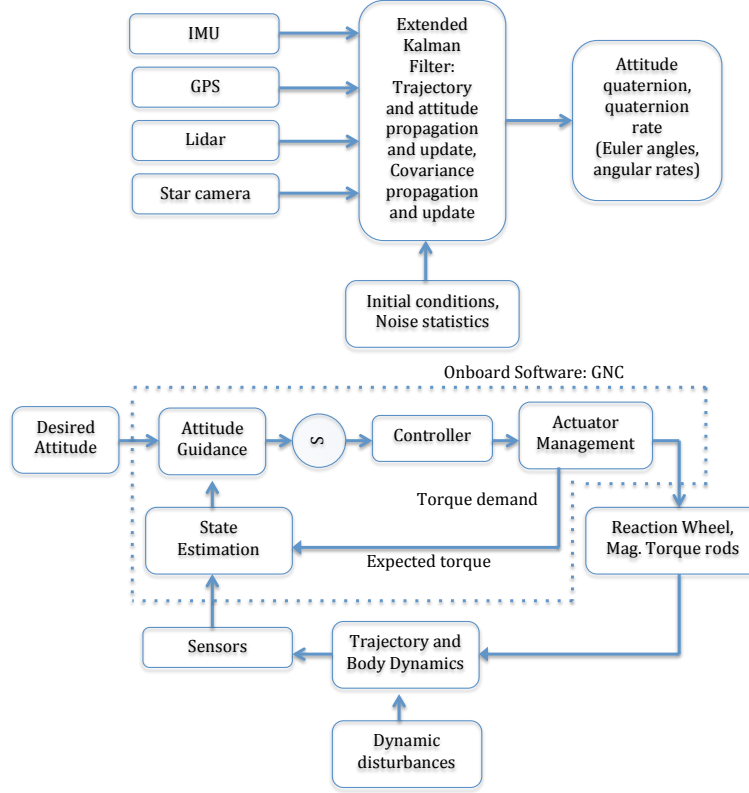 IMU
GPS
Lidar
Star camera
Extended
Kalman
Filter:
Trajectory
and attitude
propagation
and update,
Covariance
propagation
and update
Attitude
quaternion,
quaternion
rate
(Euler angles,
angular rates)
Initial conditions,
Noise statistics
Onboard Software: GNC
Desired
Attitude
Attitude
Guidance
S
Controller
Actuator
Management
Torque demand
State
Estimation
Expected torque
Reaction Wheel,
Mag. Torque rods
Sensors
Trajectory and
Body Dynamics
Dynamic
disturbances